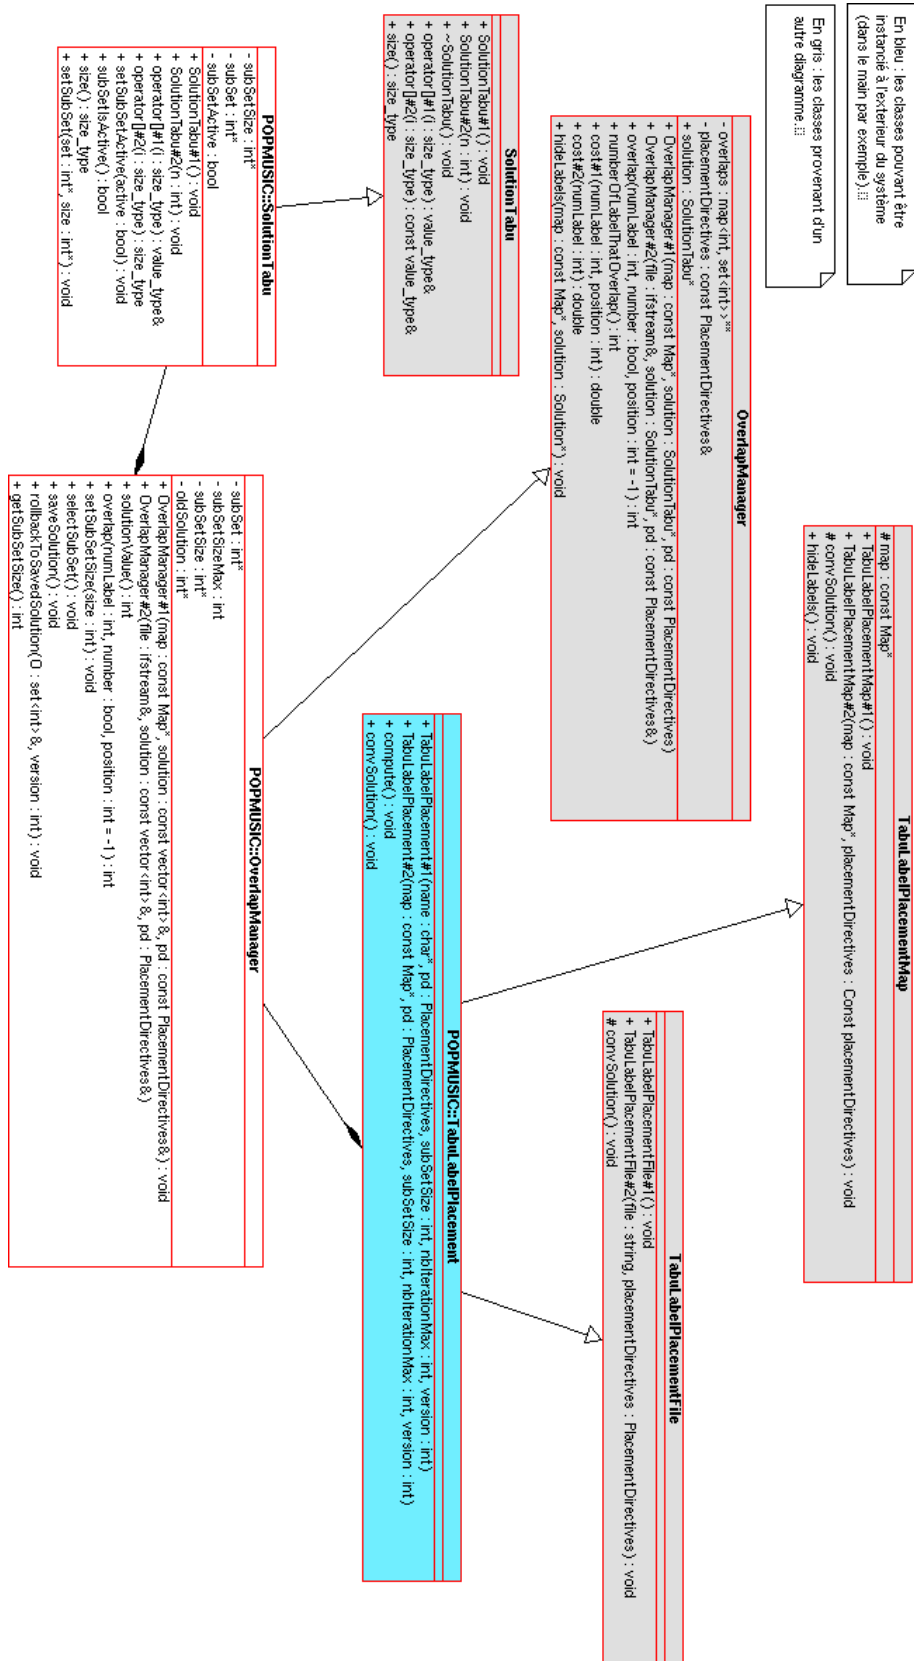 En bleu : les classes pouvant être
instancié à l'exterieur du système
(dans le main par exemple).
En gris : les classes provenant d'un
autre diagramme.
TabuLabelPlacementMap
# map : const Map*
+ TabuLabelPlacementMap#1() : void
+ TabuLabelPlacementMap#2(map : const Map*, placementDirectives : Const placementDirectives) : void
# convSolution() : void
+ hideLabels() : void
TabuLabelPlacementFile
+ TabuLabelPlacementFile#1() : void
+ TabuLabelPlacementFile#2(file : string, placementDirectives : PlacementDirectives) : void
# convSolution() : void
OverlapManager
- overlaps : map<int, set<int> >**
- placementDirectives : const PlacementDirectives&
+ solution : SolutionTabu*
+ OverlapManager#1(map : const Map*, solution : SolutionTabu*, pd : const PlacementDirectives)
+ OverlapManager#2(file : ifstream&, solution : SolutionTabu*, pd : const PlacementDirectives&)
+ overlap(numLabel : int, number : bool, position : int = -1) : int
+ numberOfLabelThatOverlap() : int
+ cost#1(numLabel : int, position : int) : double
+ cost#2(numLabel : int) : double
+ hideLabels(map : const Map*, solution : Solution*) : void
SolutionTabu
+ SolutionTabu#1() : void
+ SolutionTabu#2(n : int) : void
+ ~SolutionTabu() : void
+ operator[]#1(i : size_type) : value_type&
+ operator[]#2(i : size_type) : const value_type&
+ size() : size_type
POPMUSIC::TabuLabelPlacement
+ TabuLabelPlacement#1(name : char*, pd : PlacementDirectives, subSetSize : int, nbIterationMax : int, version : int)
+ TabuLabelPlacement#2(map : const Map*, pd : PlacementDirectives, subSetSize : int, nbIterationMax : int, version : int)
+ compute() : void
+ convSolution() : void
POPMUSIC::SolutionTabu
- subSetSize : int*
- subSet : int*
- subSetActive : bool
+ SolutionTabu#1() : void
+ SolutionTabu#2(n : int) : void
+ operator[]#1(i : size_type) : value_type&
+ operator[]#2(i : size_type) : size_type
+ setSubSetActive(active : bool) : void
+ subSetIsActive() : bool
+ size() : size_type
+ setSubSet(set : int*, size : int*) : void
POPMUSIC::OverlapManager
- subSet : int*
- subSetSizeMax : int
- subSetSize : int*
- oldSolution : int*
+ OverlapManager#1(map : const Map*, solution : const vector<int>&, pd : const PlacementDirectives&) : void
+ OverlapManager#2(file : ifstream&, solution : const vector<int>&, pd : PlacementDirectives&)
+ solutionValue() : int
+ overlap(numLabel : int, number : bool, position : int = -1) : int
+ setSubSetSize(size : int) : void
+ selectSubSet() : void
+ saveSolution() : void
+ rollbackToSavedSolution(O : set<int>&, version : int) : void
+ getSubSetSize() : int